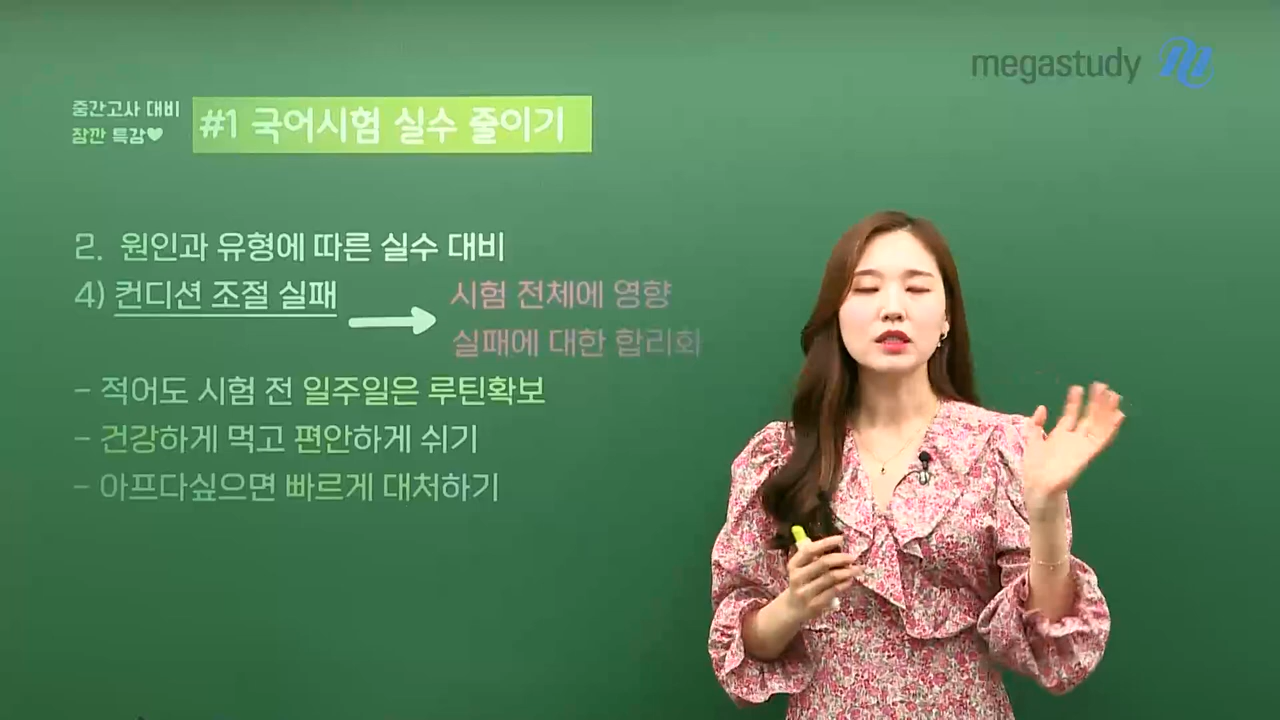 megastudy
중간고사 대비
잠깐 특강♥
#1 국어시험 실수 줄이기
2. 원인과 유형에 따른 실수 대비
4) 컨디션 조절 실패 → 시험 전체에 영향
실패에 대한 합리화
- 적어도 시험 전 일주일은 루틴확보
- 건강하게 먹고 편안하게 쉬기
- 아프다싶으면 빠르게 대처하기